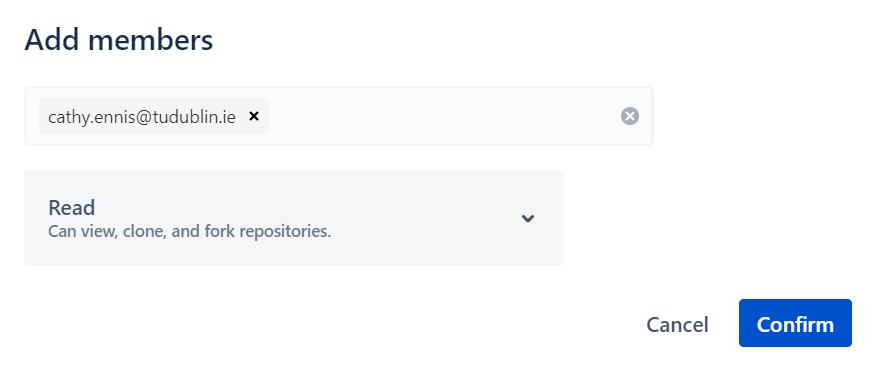 Add members
cathy.ennis@tudublin.ie
Read
Can view, clone, and fork repositories.
Cancel
Confirm